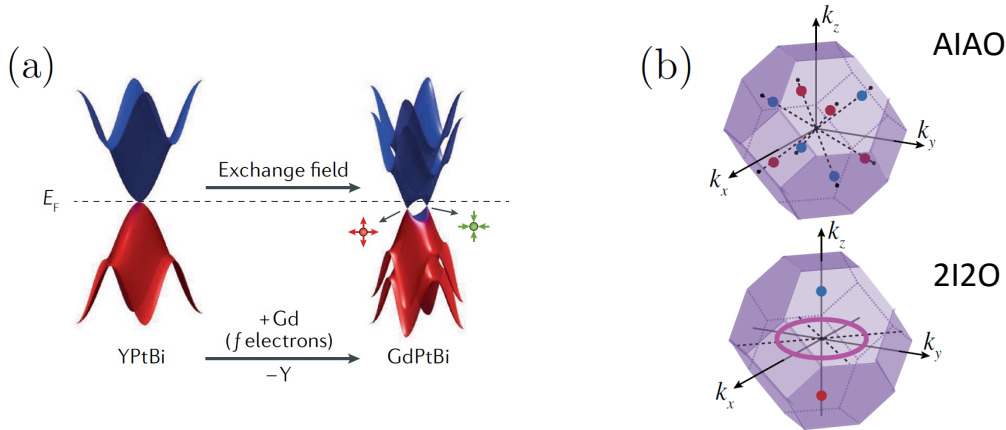 (a)
Exchange field
E_F
+Gd
(f electrons)
YPtBi
GdPtBi
−Y
(b)
k_z
AIAO
k_y
k_x
k_z
2I2O
k_y
k_x